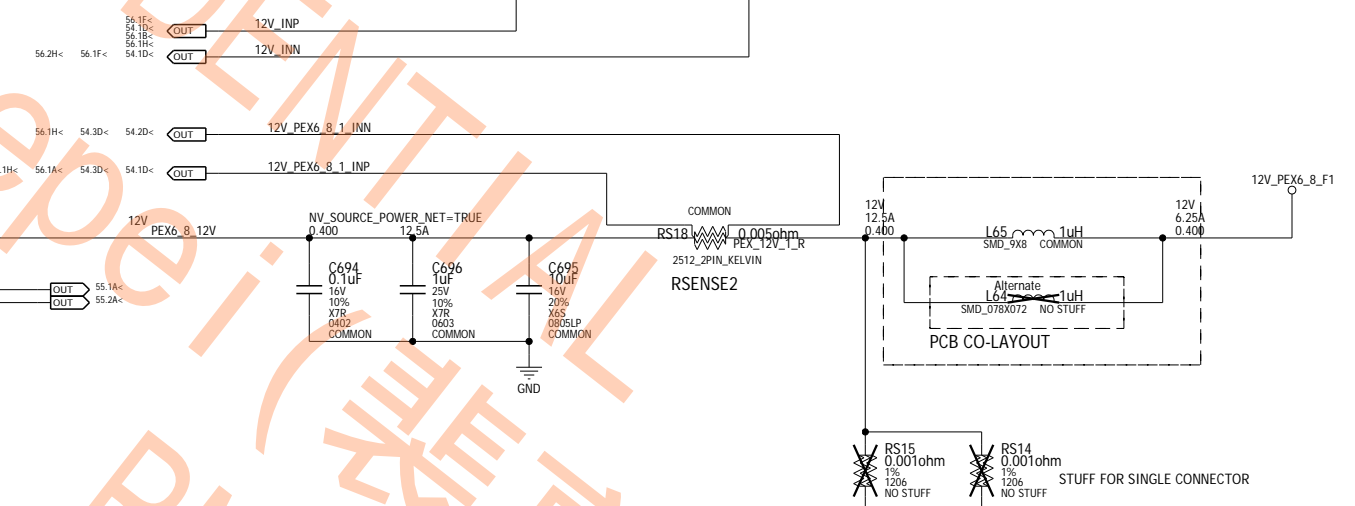 56.1F<
54.1D<
56.1B<
56.1H<
OUT
12V_INP
56.2H<
56.1F<
54.1D<
OUT
12V_INN
56.1H<
54.3D<
54.2D<
OUT
12V_PEX6_8_1_INN
.1H<
56.1A<
54.3D<
54.1D<
OUT
12V_PEX6_8_1_INP
12V_PEX6_8_F1
12V
PEX6_8_12V
NV_SOURCE_POWER_NET=TRUE
0.400
12.5A
COMMON
RS18
0.005ohm
PEX_12V_1_R
2512_2PIN_KELVIN
RSENSE2
12V
12.5A
0.400
12V
6.25A
0.400
L65
1uH
SMD_9X8
COMMON
Alternate
L64
1uH
SMD_078X072
NO STUFF
PCB CO-LAYOUT
OUT
55.1A<
OUT
55.2A<
C694
0.1uF
16V
10%
X7R
0402
COMMON
C696
1uF
25V
10%
X7R
0603
COMMON
C695
10uF
16V
20%
X6S
0805LP
COMMON
GND
RS15
0.001ohm
1%
1206
NO STUFF
RS14
0.001ohm
1%
1206
NO STUFF
STUFF FOR SINGLE CONNECTOR
DENTIAL
epei(裴